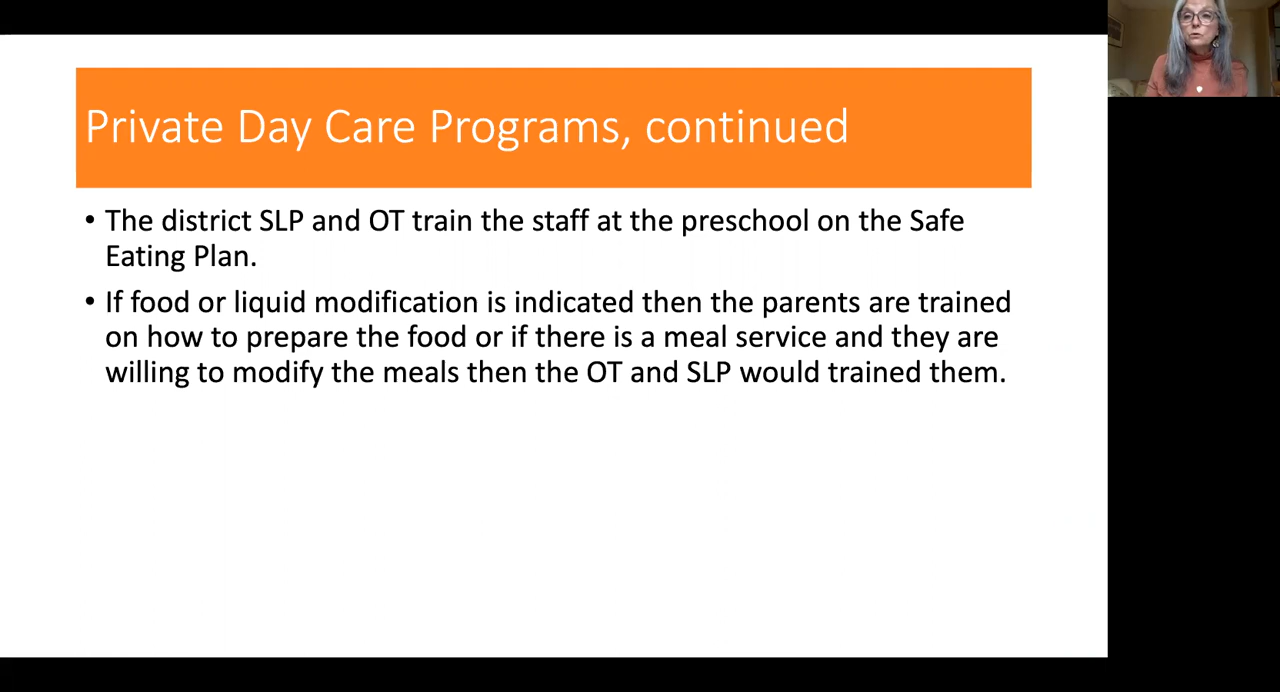 Private Day Care Programs, continued
• The district SLP and OT train the staff at the preschool on the Safe
Eating Plan.
• If food or liquid modification is indicated then the parents are trained
on how to prepare the food or if there is a meal service and they are
willing to modify the meals then the OT and SLP would trained them.